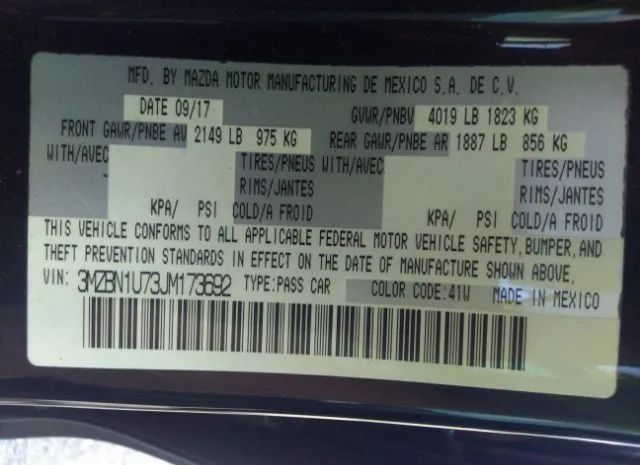 MFD. BY MAZDA MOTOR MANUFACTURING DE MEXICO S.A. DE C.V.
DATE 09/17 GVWR/PNBV 4019 LB 1823 KG
FRONT GAWR/PNBE AV 2149 LB 975 KG REAR GAWR/PNBE AR 1887 LB 856 KG
WITH/AVEC TIRES/PNEUS WITH/AVEC TIRES/PNEUS
- RIMS/JANTES RIMS/JANTES
KPA/ PSI COLD/A FROID KPA/ PSI COLD/A FROID
THIS VEHICLE CONFORMS TO ALL APPLICABLE FEDERAL MOTOR VEHICLE SAFETY,BUMPER,AND
THEFT PREVENTION STANDARDS IN EFFECT ON THE DATE OF MANUFACTURE SHOWN ABOVE.
VIN: 3MZBN1U73JM173692 TYPE:PASS CAR COLOR CODE:41W MADE IN MEXICO